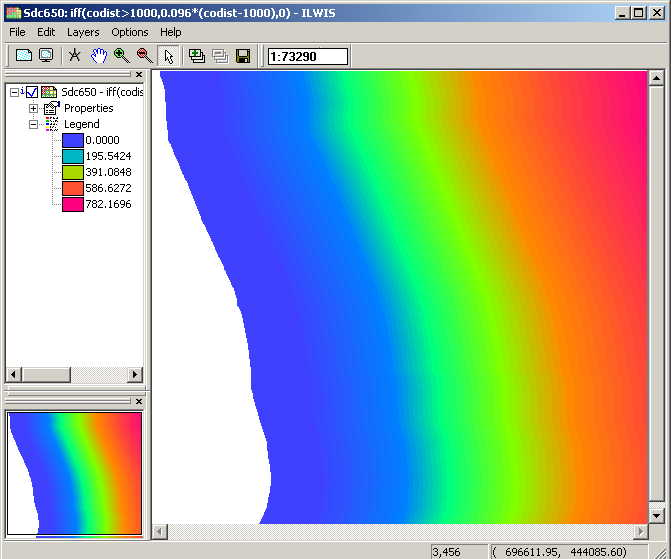 Sdc650: iff(codist>1000,0.096*(codist-1000),0) - ILWIS
File Edit Layers Options Help
1:73290
Sdc650 - iff(codis
Properties
Legend
0.0000
195.5424
391.0848
586.6272
782.1696
3,456
( 696611.95, 444085.60)